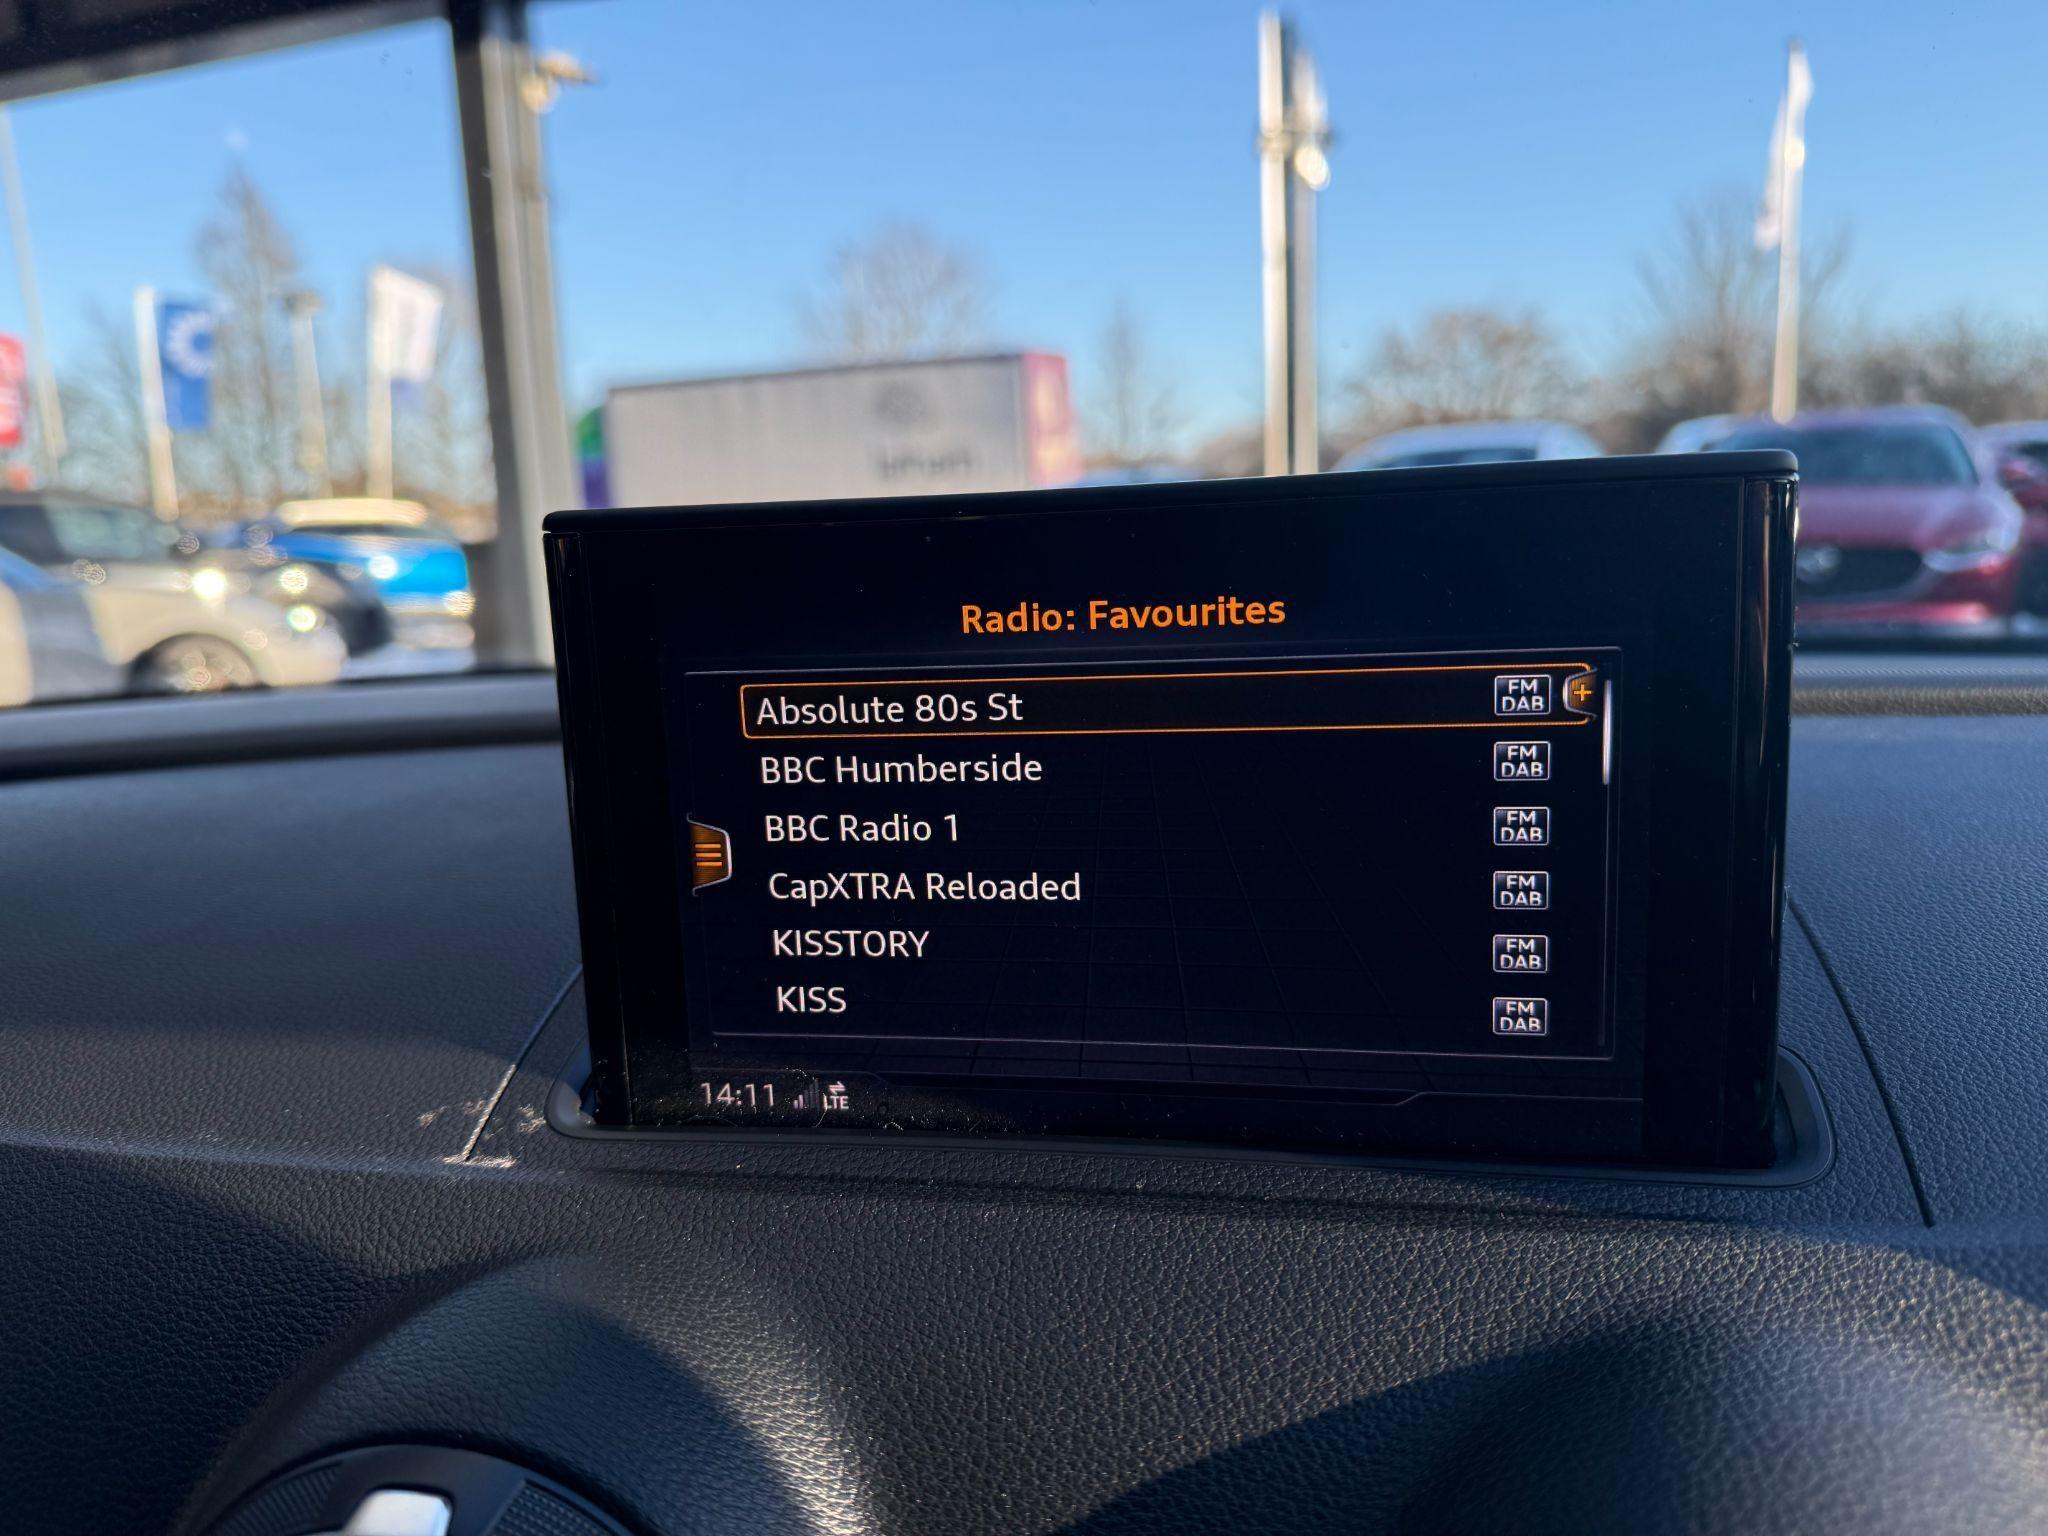 Radio: Favourites
Absolute 80s St
FM
DAB
BBC Humberside
FM
DAB
BBC Radio 1
FM
DAB
CapXTRA Reloaded
FM
DAB
KISSTORY
FM
DAB
KISS
FM
DAB
14:11
LTE